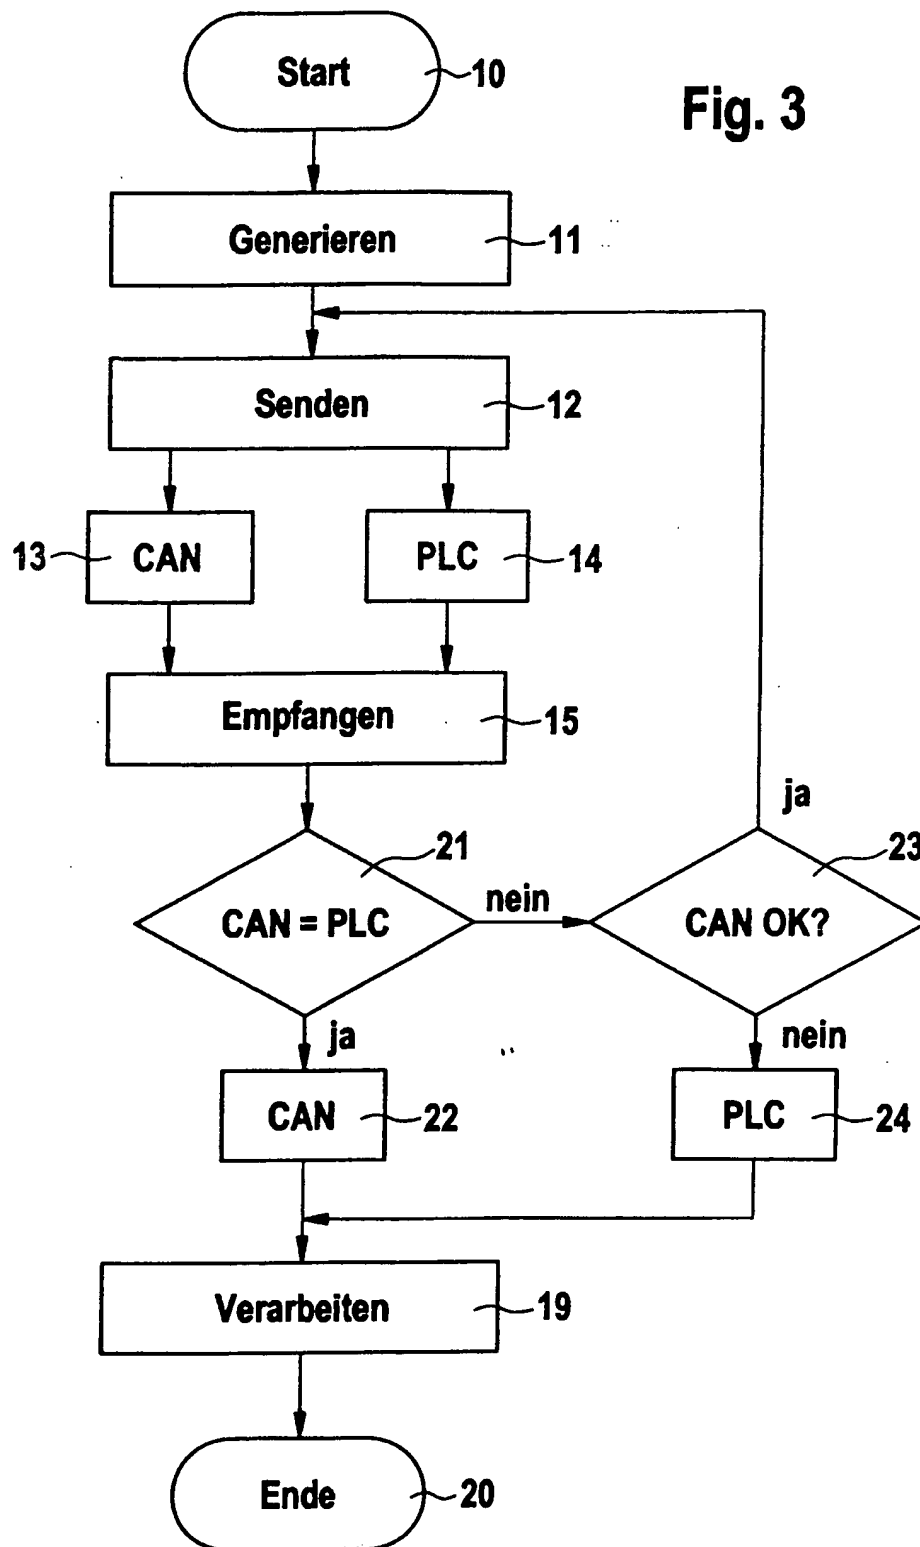 Start
10
Fig. 3
Generieren
11
Senden
12
13
CAN
PLC
14
Empfangen
15
ja
21
23
CAN = PLC
nein
CAN OK?
ja
nein
CAN
22
PLC
24
Verarbeiten
19
Ende
20